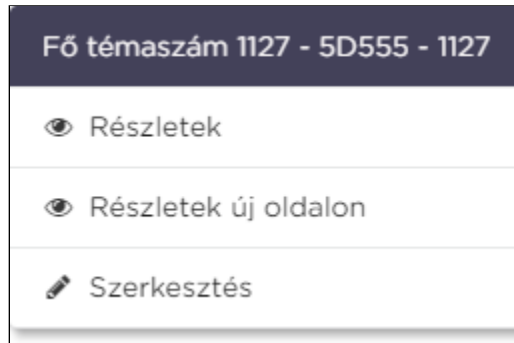 Fő témaszám 1127 - 5D555 - 1127
Részletek
Részletek új oldalon
Szerkesztés